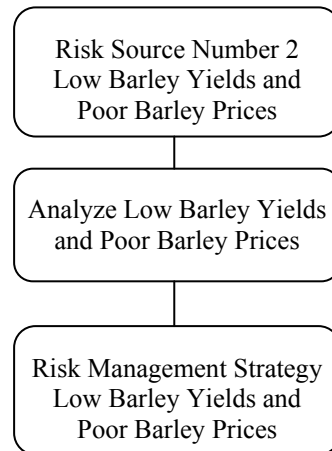 Risk Source Number 2
Low Barley Yields and
Poor Barley Prices
Analyze Low Barley Yields
and Poor Barley Prices
Risk Management Strategy
Low Barley Yields and
Poor Barley Prices